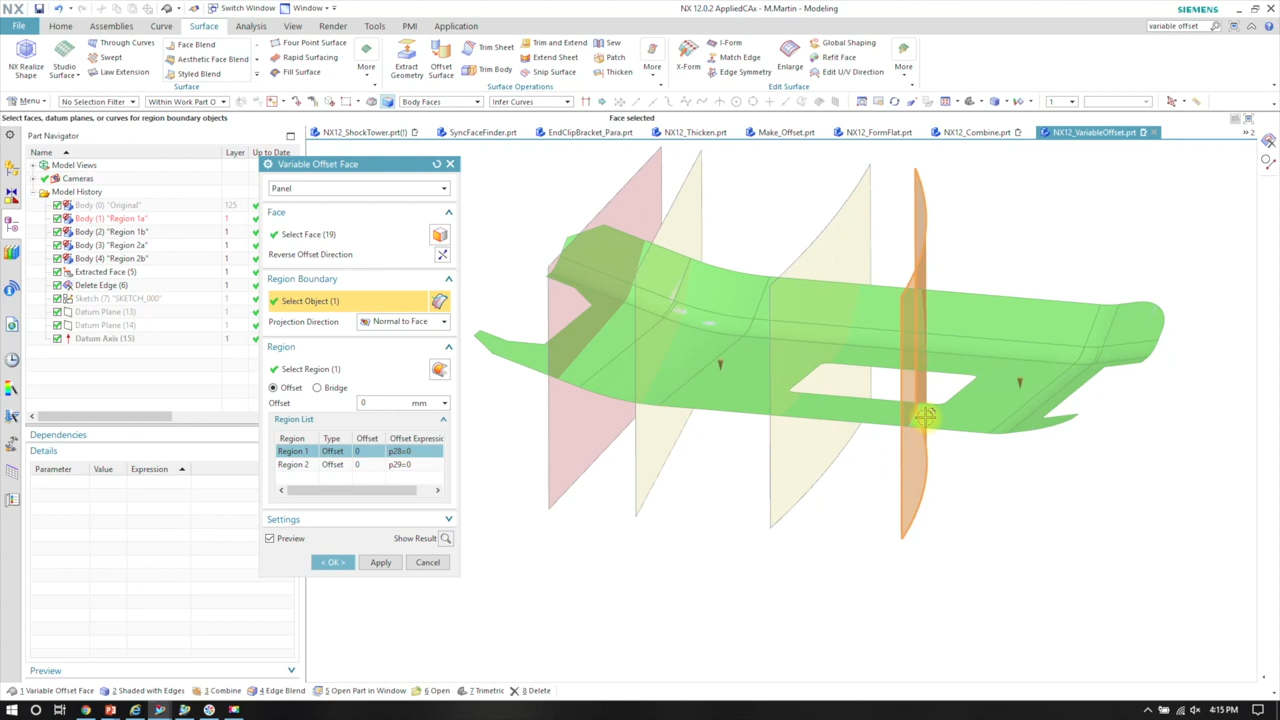 NX
Switch Window
Window
NX 12.0.2 AppliedCAx - M.Martin - Modeling
SIEMENS
File
Home
Assemblies
Curve
Surface
Analysis
View
Render
Tools
PMI
Application
variable offset
NX Realize Shape
Studio Surface
Through Curves
Swept
Law Extension
Face Blend
Aesthetic Face Blend
Styled Blend
Four Point Surface
Rapid Surfacing
Fill Surface
More
Surface
Extract Geometry
Offset Surface
Trim Sheet
Trim Body
Trim and Extend
Extend Sheet
Snip Surface
Sew
Patch
Thicken
More
Surface Operations
X-Form
I-Form
Match Edge
Edge Symmetry
Enlarge
Global Shaping
Refit Face
Edit U/V Direction
More
Edit Surface
Menu
No Selection Filter
Within Work Part O
Body Faces
Infer Curves
1
Select faces, datum planes, or curves for region boundary objects
Face selected
Part Navigator
NX12_ShockTower.prt(!)
SyncFaceFinder.prt
EndClipBracket_Para.prt
NX12_Thicken.prt
Make_Offset.prt
NX12_FormFlat.prt
NX12_Combine.prt
NX12_VariableOffset.prt
Name
Layer
Up to Date
Model Views
Cameras
Model History
Body (0) "Original" 125
Body (1) "Region 1a" 1
Body (2) "Region 1b" 1
Body (3) "Region 2a" 1
Body (4) "Region 2b" 1
Extracted Face (5) 1
Delete Edge (6) 1
Sketch (7) "SKETCH_000" 1
Datum Plane (13) 1
Datum Plane (14) 1
Datum Axis (15) 1
Variable Offset Face
Panel
Face
Select Face (19)
Reverse Offset Direction
Region Boundary
Select Object (1)
Projection Direction
Normal to Face
Region
Select Region (1)
Offset
Bridge
Offset
0
mm
Region List
Region Type Offset Offset Expressio
Region 1 Offset 0 p28=0
Region 2 Offset 0 p29=0
Settings
Preview
Show Result
< OK >
Apply
Cancel
Dependencies
Details
Parameter
Value
Expression
Preview
1 Variable Offset Face
2 Shaded with Edges
3 Combine
4 Edge Blend
5 Open Part in Window
6 Open
7 Trimetric
8 Delete
4:15 PM